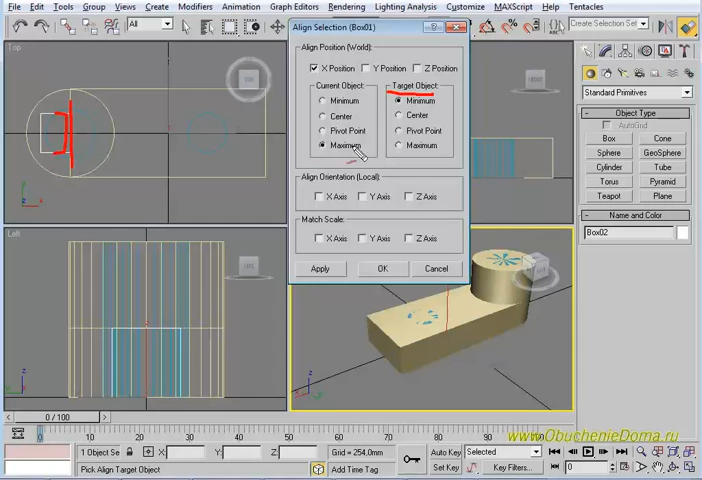 File Edit Tools Group Views Create Modifiers Animation Graph Editors Rendering Lighting Analysis Customize MAXScript Help Tentacles
All
Create Selection Se
Align Selection (Box01)
Align Position (World):
X Position Y Position Z Position
Current Object: Target Object:
Minimum Minimum
Center Center
Pivot Point Pivot Point
Maximum Maximum
Align Orientation (Local):
X Axis Y Axis Z Axis
Match Scale:
X Axis Y Axis Z Axis
Apply OK Cancel
Top
Left
Standard Primitives
Object Type
AutoGrid
Box Cone
Sphere GeoSphere
Cylinder Tube
Torus Pyramid
Teapot Plane
Name and Color
Box02
0 / 100
0 10 20 30 40 50 60 70 80 90
www.ObuchenieDoma.ru
1 Object Se X: Y: Z: Grid = 254,0mm Auto Key Selected
Pick Align Target Object Add Time Tag Set Key Key Filters... 0